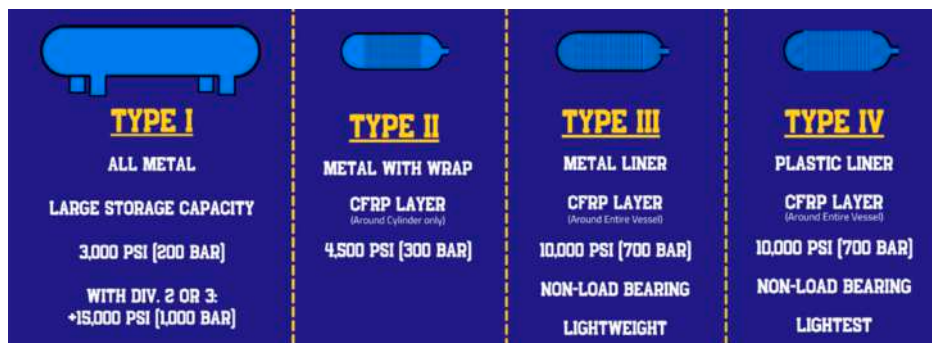 TYPE I
ALL METAL
LARGE STORAGE CAPACITY
3,000 PSI (200 BAR)
WITH DIV. 2 OR 3:
+15,000 PSI (1,000 BAR)
TYPE II
METAL WITH WRAP
CFRP LAYER
(Around Cylinder only)
4,500 PSI (300 BAR)
TYPE III
METAL LINER
CFRP LAYER
(Around Entire Vessel)
10,000 PSI (700 BAR)
NON-LOAD BEARING
LIGHTWEIGHT
TYPE IV
PLASTIC LINER
CFRP LAYER
(Around Entire Vessel)
10,000 PSI (700 BAR)
NON-LOAD BEARING
LIGHTEST